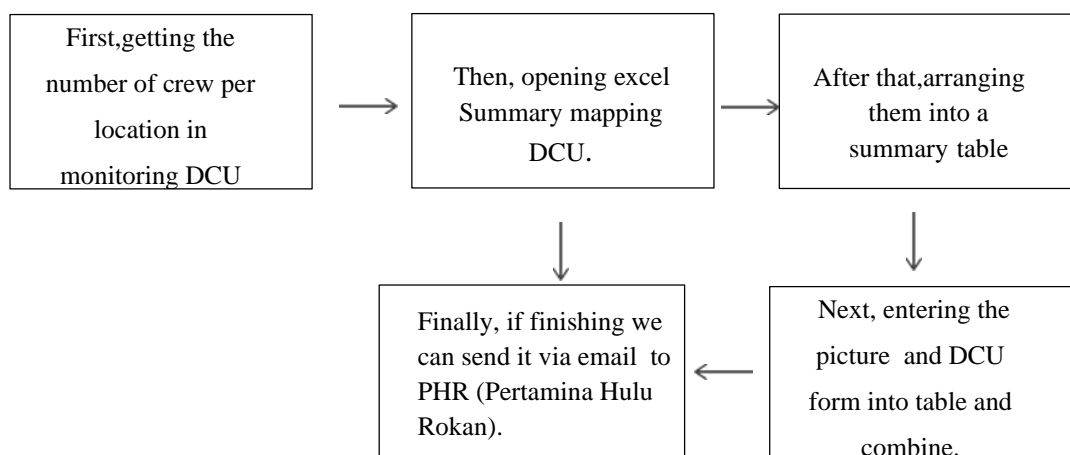 First,getting the
number of crew per
location in
monitoring DCU
Then, opening excel
Summary mapping
DCU.
After that,arranging
them into a
summary table
Next, entering the
picture and DCU
form into table and
combine.
Finally, if finishing we
can send it via email to
PHR (Pertamina Hulu
Rokan).